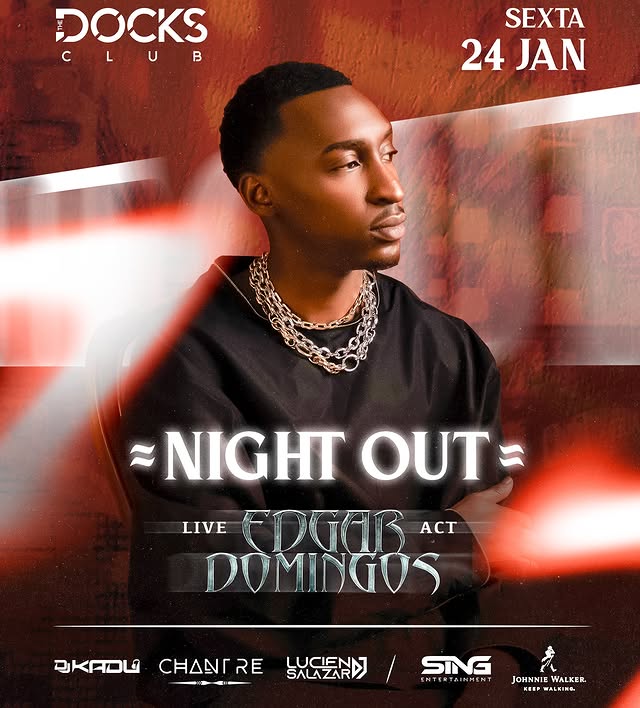 THE DOCKS
CLUB
SEXTA
24 JAN
≈NIGHT OUT≈
LIVE EDGAR ACT
DOMINGOS
DJ KADU CHANTRE LUCIEN SALAZAR DJ / SING ENTERTAINMENT JOHNNIE WALKER. KEEP WALKING.